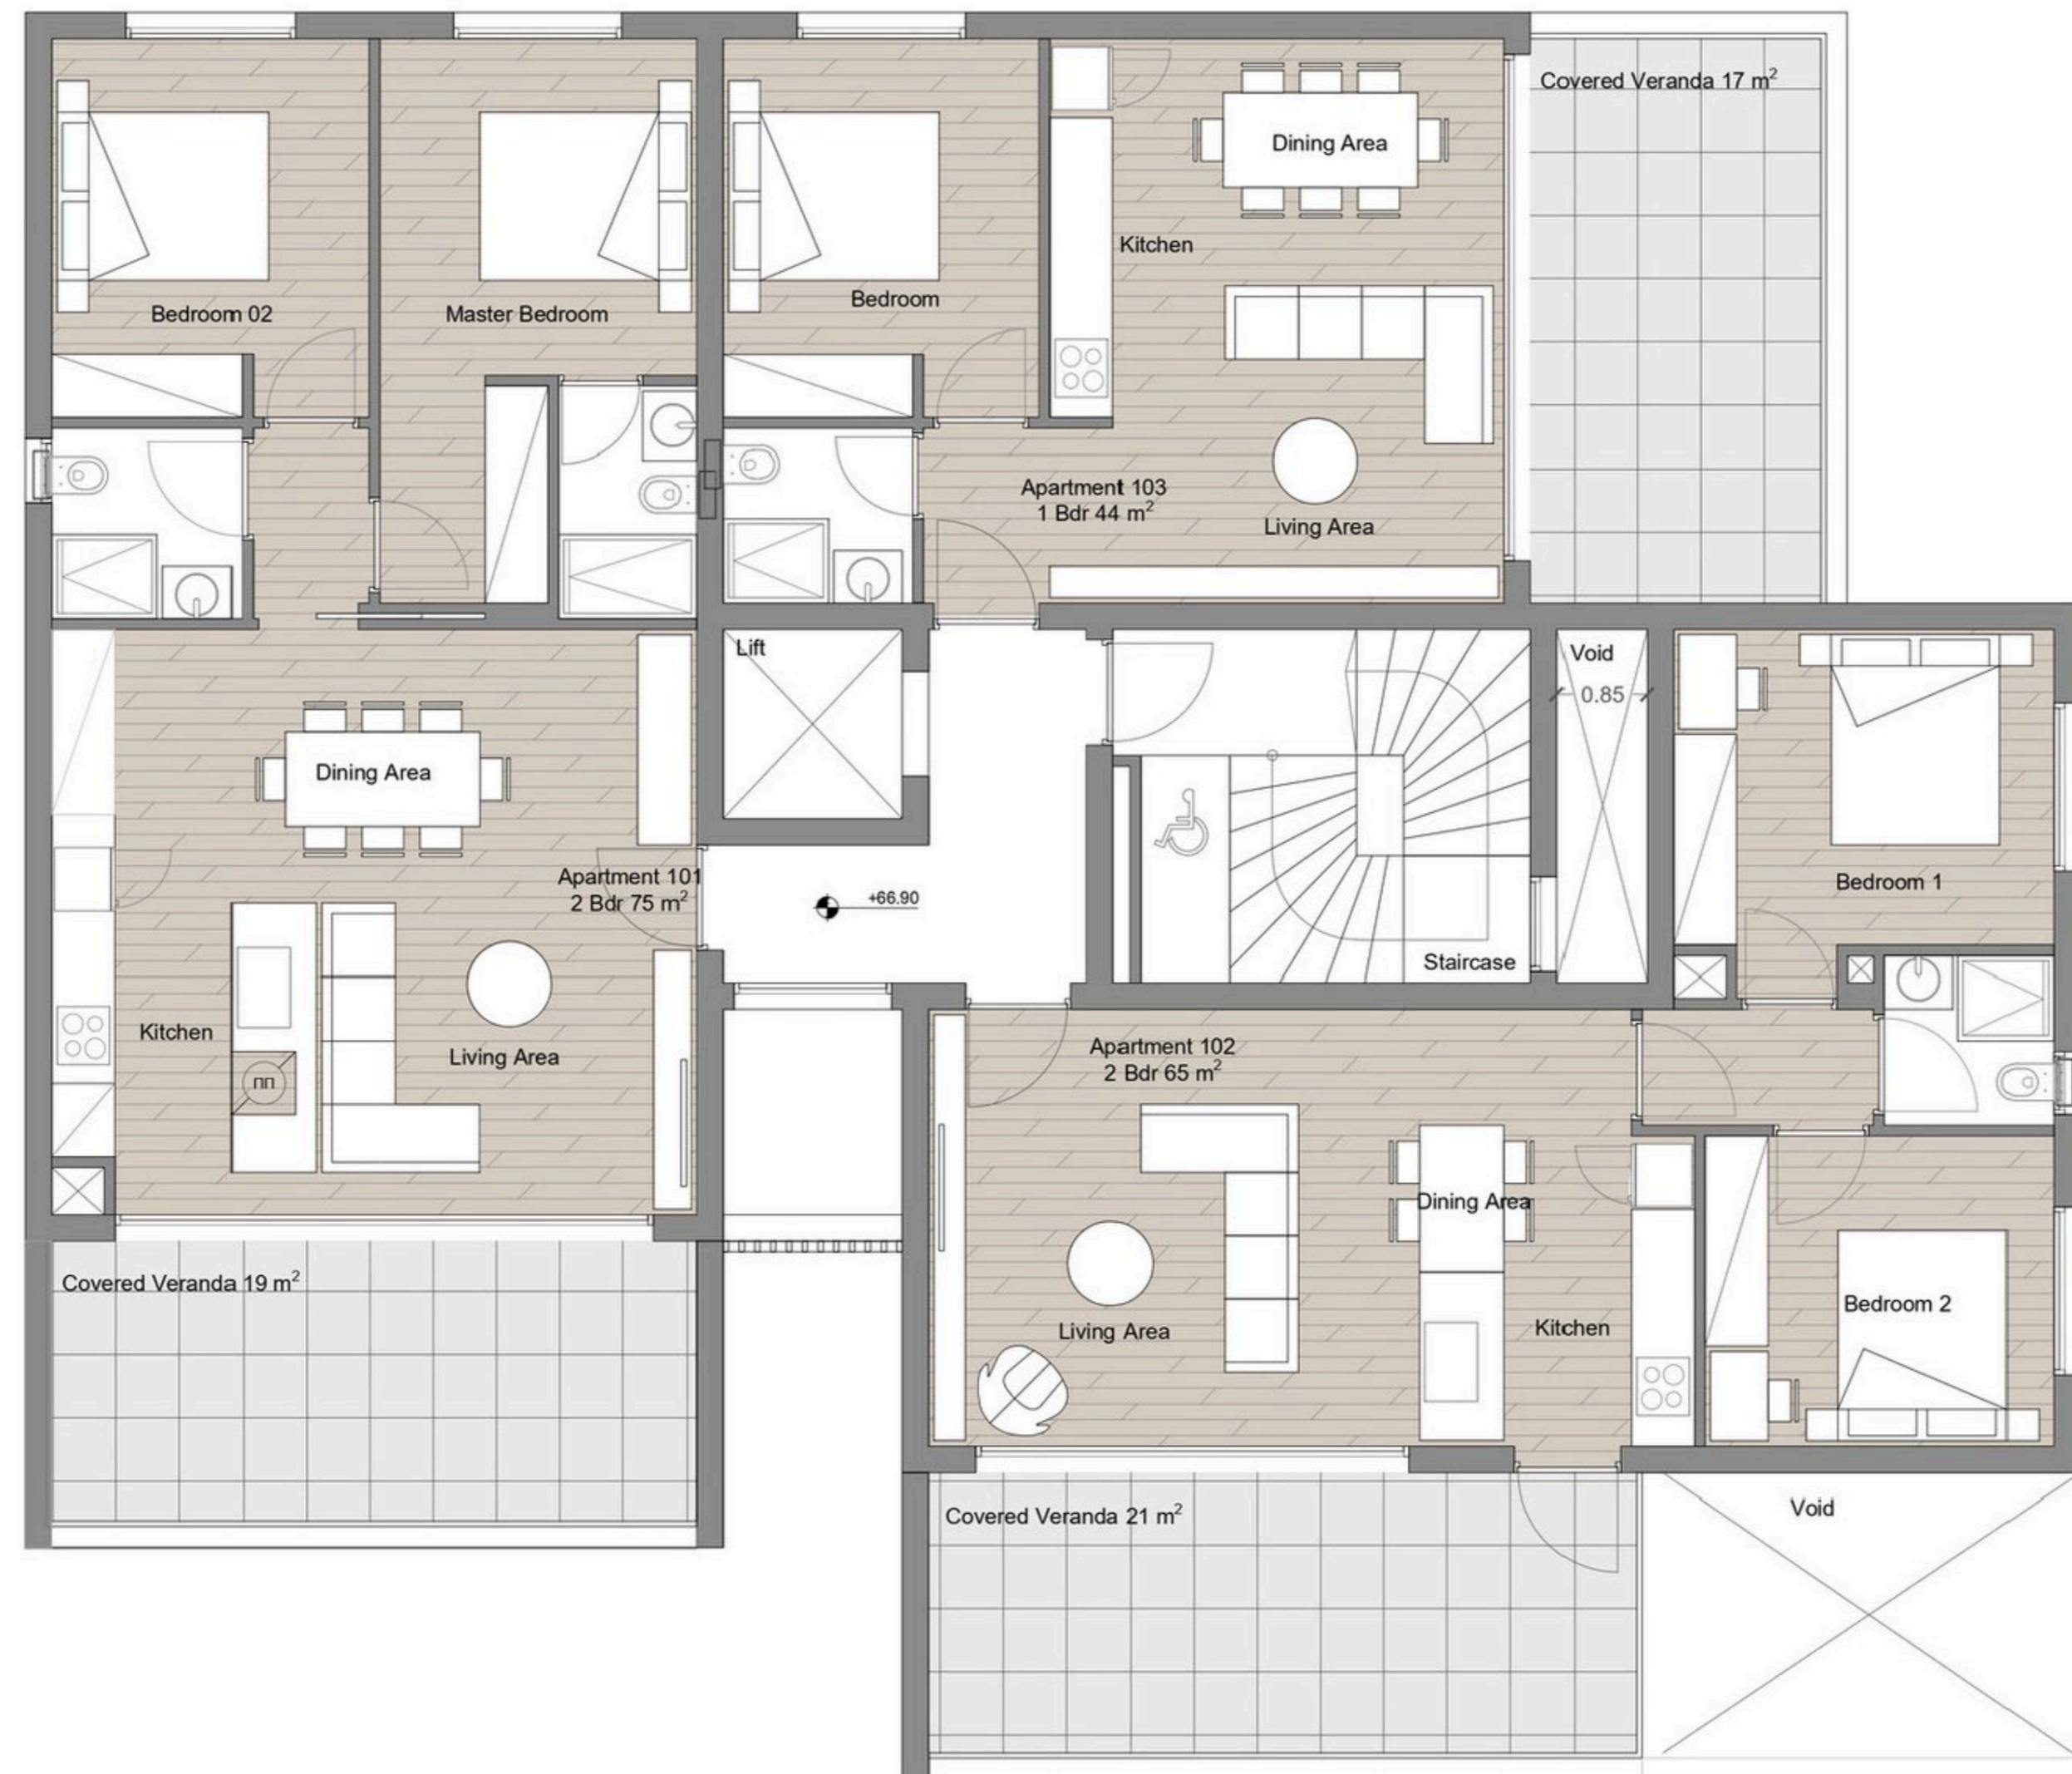 Covered Veranda 17 m²
Dining Area
Kitchen
Bedroom
Bedroom 02
Master Bedroom
Apartment 103
1 Bdr 44 m²
Living Area
Lift
Void
0.85
Dining Area
Apartment 101
2 Bdr 75 m²
+66.90
Bedroom 1
Staircase
Kitchen
Living Area
ΠΠ
Apartment 102
2 Bdr 65 m²
Dining Area
Covered Veranda 19 m²
Living Area
Kitchen
Bedroom 2
Covered Veranda 21 m²
Void